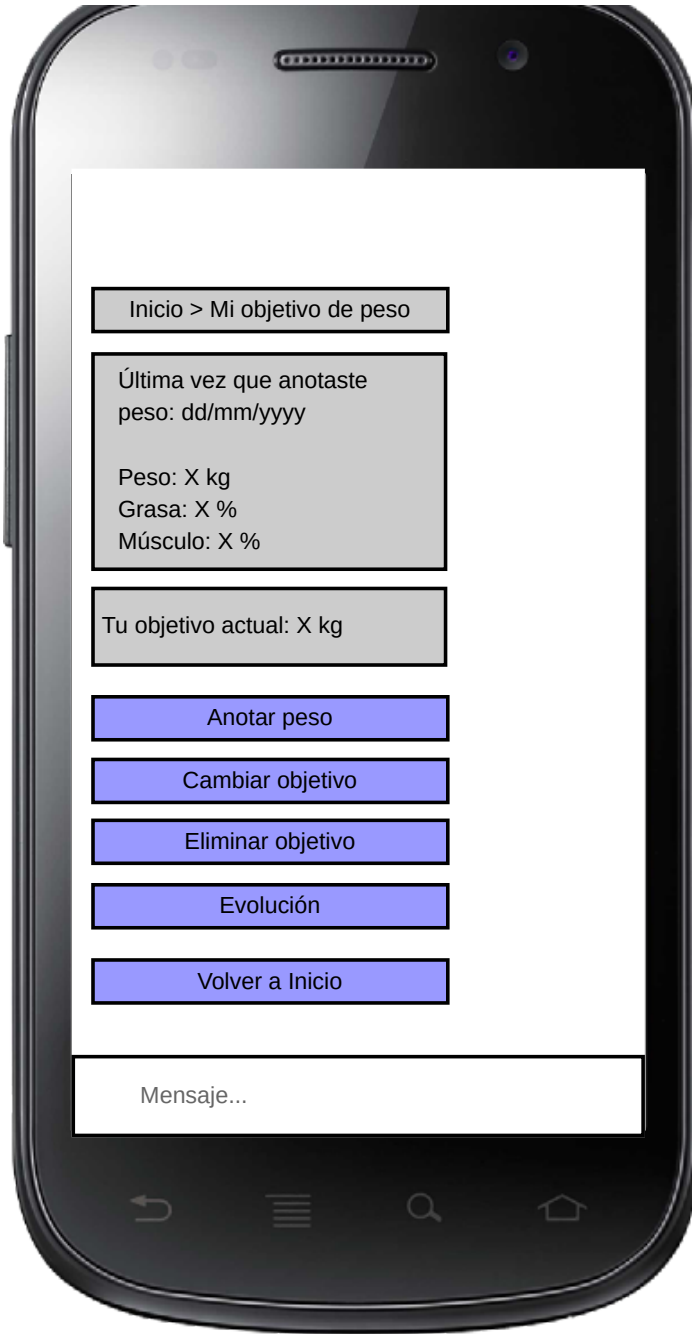 Inicio > Mi objetivo de peso
Última vez que anotaste
peso: dd/mm/yyyy
Peso: X kg
Grasa: X %
Músculo: X %
Tu objetivo actual: X kg
Anotar peso
Cambiar objetivo
Eliminar objetivo
Evolución
Volver a Inicio
Mensaje...